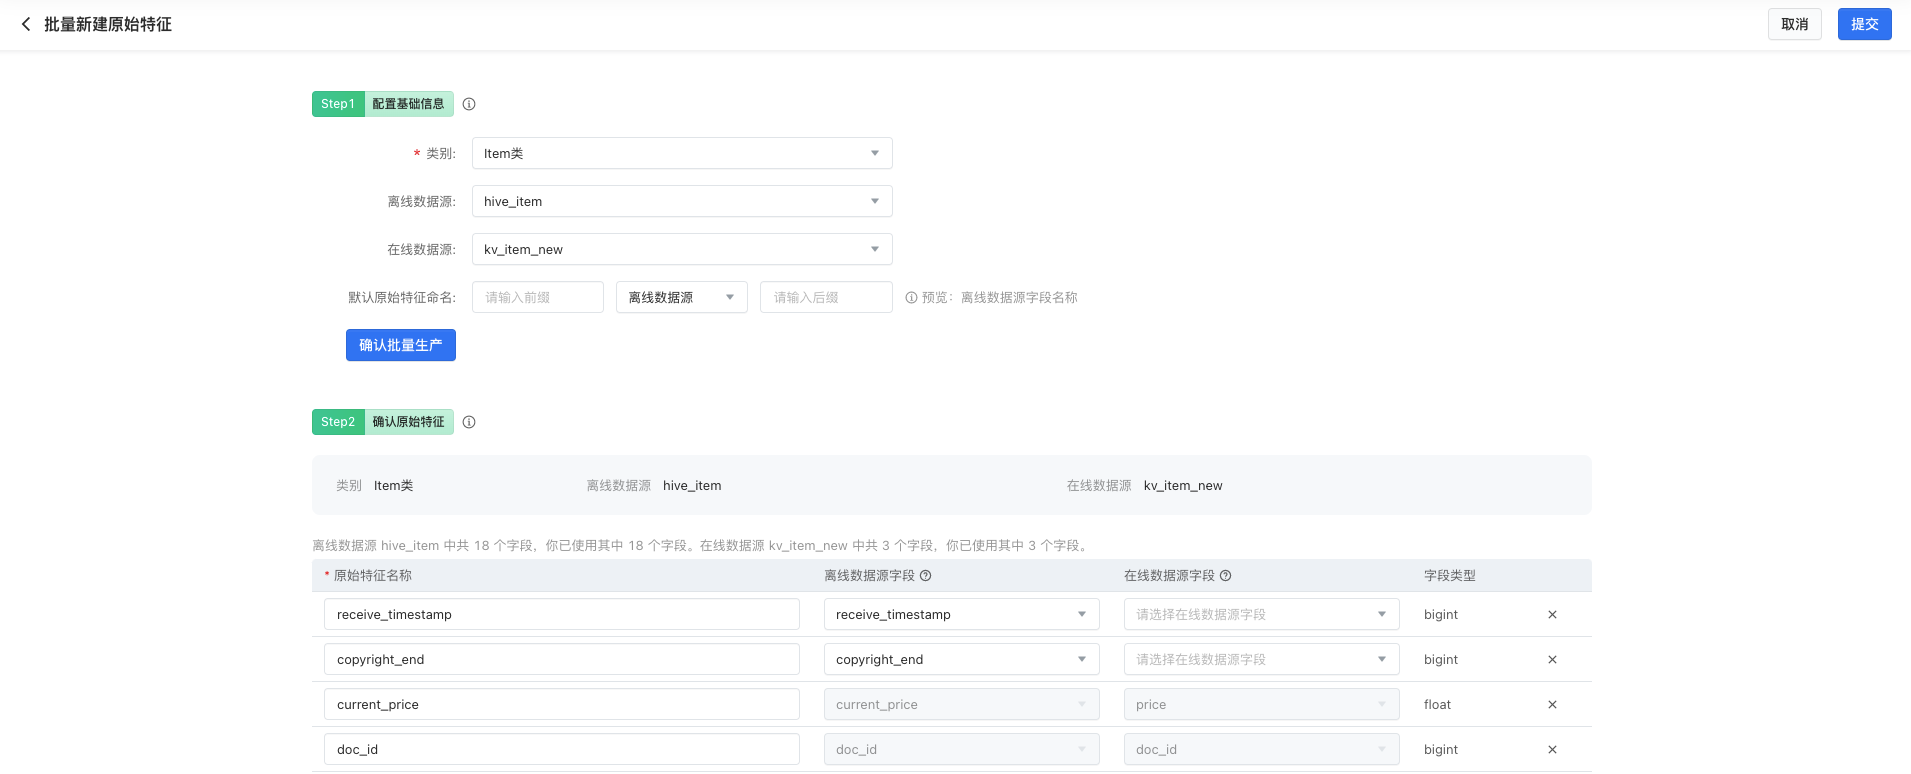 批量新建原始特征
取消 提交
Step1 配置基础信息
* 类别: Item类
离线数据源: hive_item
在线数据源: kv_item_new
默认原始特征命名: 请输入前缀 离线数据源 请输入后缀 预览: 离线数据源字段名称
确认批量生产
Step2 确认原始特征
类别 Item类 离线数据源 hive_item 在线数据源 kv_item_new
离线数据源 hive_item 中共 18 个字段，你已使用其中 18 个字段。在线数据源 kv_item_new 中共 3 个字段，你已使用其中 3 个字段。
* 原始特征名称 离线数据源字段 在线数据源字段 字段类型
receive_timestamp receive_timestamp 请选择在线数据源字段 bigint
copyright_end copyright_end 请选择在线数据源字段 bigint
current_price current_price price float
doc_id doc_id doc_id bigint